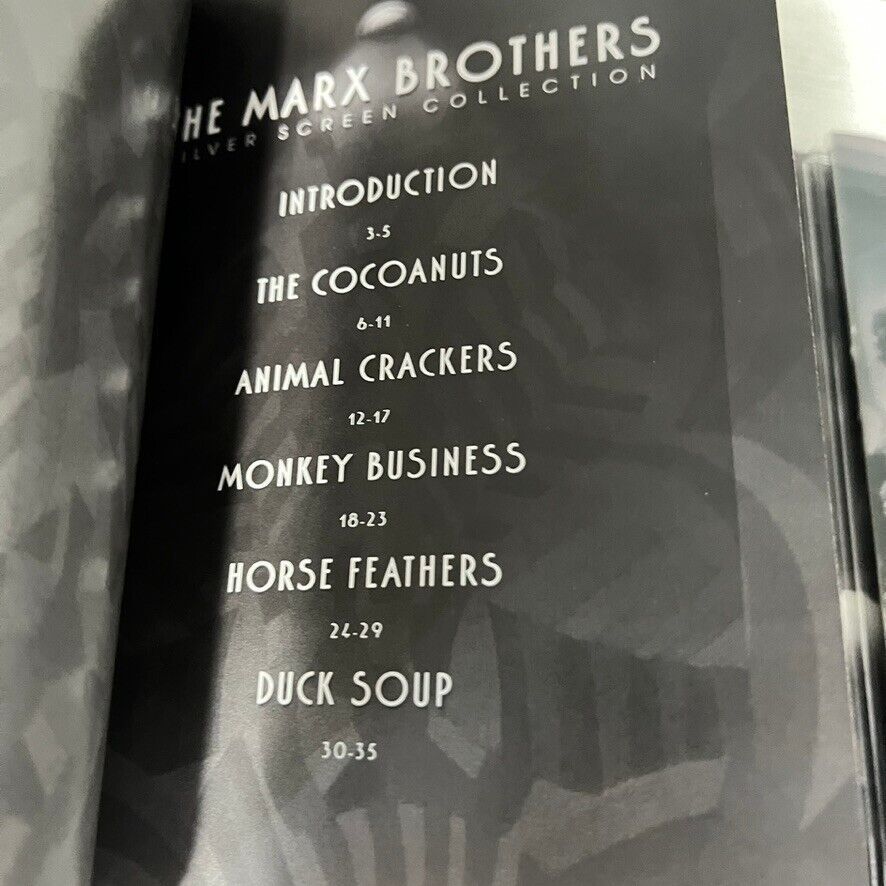 HE MARX BROTHERS
ILVER SCREEN COLLECTION
INTRODUCTION
3-5
THE COCOANUTS
6-11
ANIMAL CRACKERS
12-17
MONKEY BUSINESS
18-23
HORSE FEATHERS
24-29
DUCK SOUP
30-35